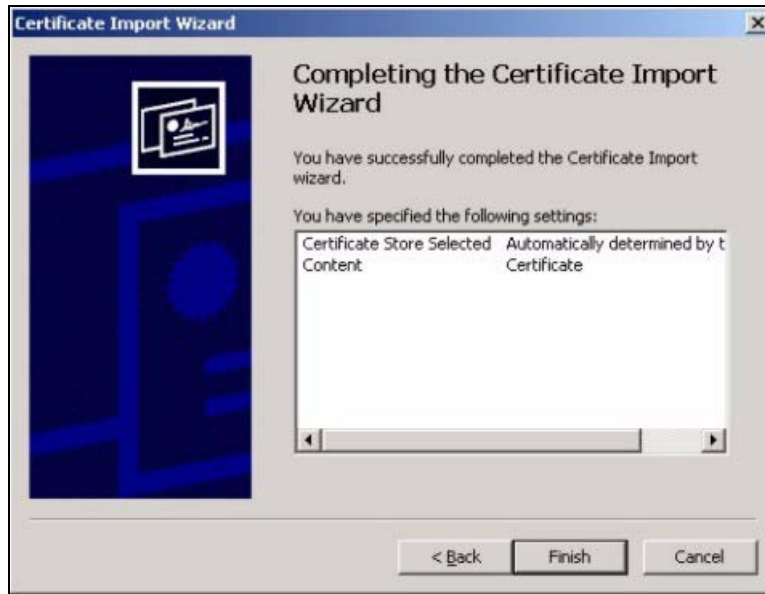 Certificate Import Wizard
Completing the Certificate Import
Wizard
You have successfully completed the Certificate Import
wizard.
You have specified the following settings:
Certificate Store Selected Automatically determined by t
Content Certificate
< Back Finish Cancel